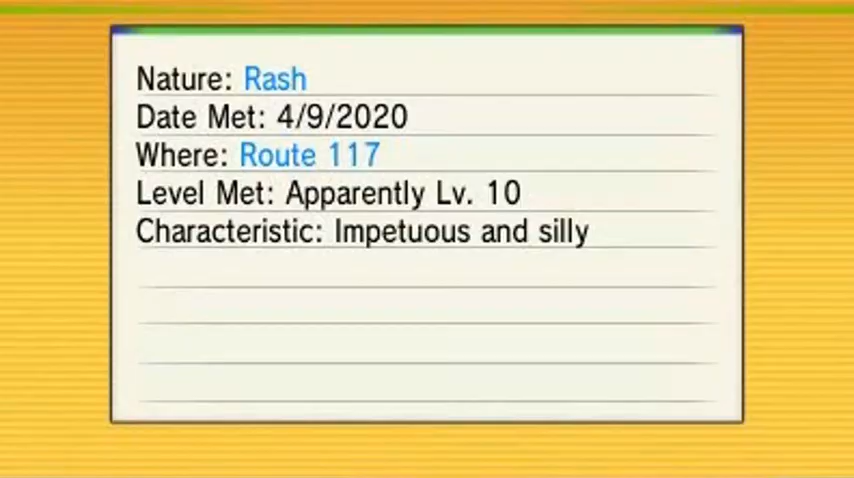 Nature: Rash
Date Met: 4/9/2020
Where: Route 117
Level Met: Apparently Lv. 10
Characteristic: Impetuous and silly